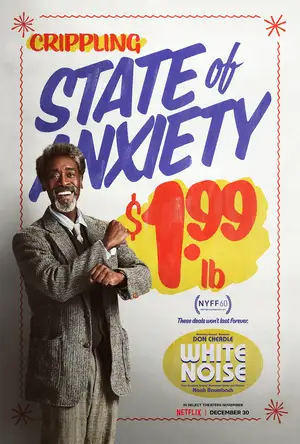 CRIPPLING
STATE of
ANXIETY
$1.99
lb
NYFF60
These deals won't last forever.
DON CHEADLE
WHITE
NOISE
Noah Baumbach
IN SELECT THEATERS NOVEMBER
NETFLIX | DECEMBER 30